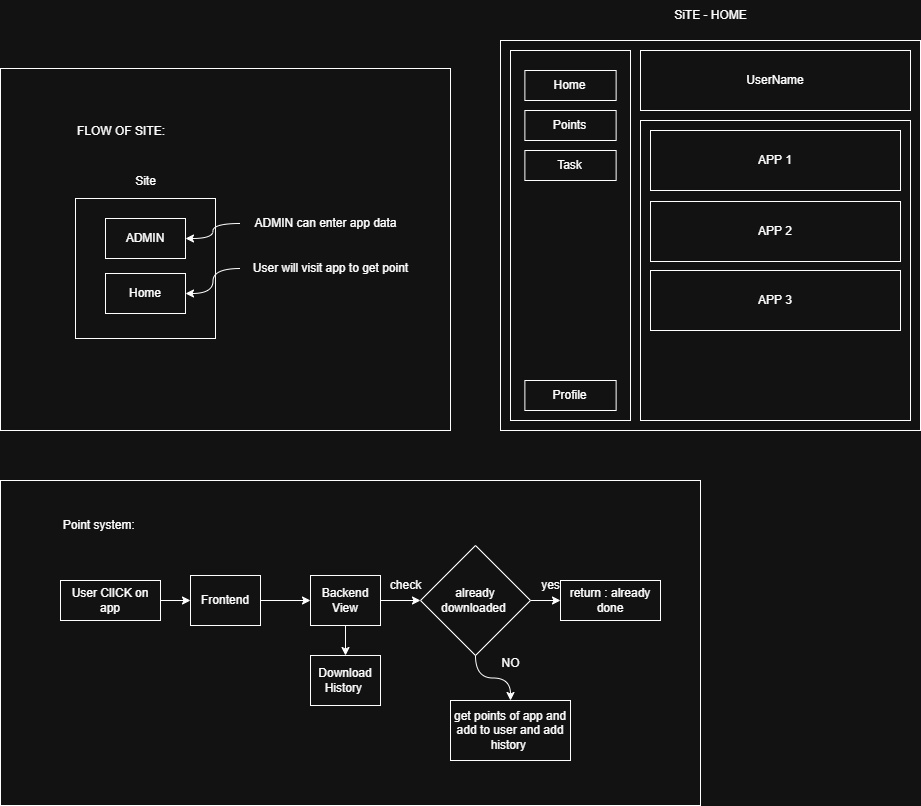 SiTE - HOME
FLOW OF SITE:
Site
ADMIN
ADMIN can enter app data
Home
User will visit app to get point
Home
Points
Task
Profile
UserName
APP 1
APP 2
APP 3
Point system:
User ClICK on
app
Frontend
Backend
View
check
already
downloaded
yes
return : already
done
Download
History
NO
get points of app and
add to user and add
history